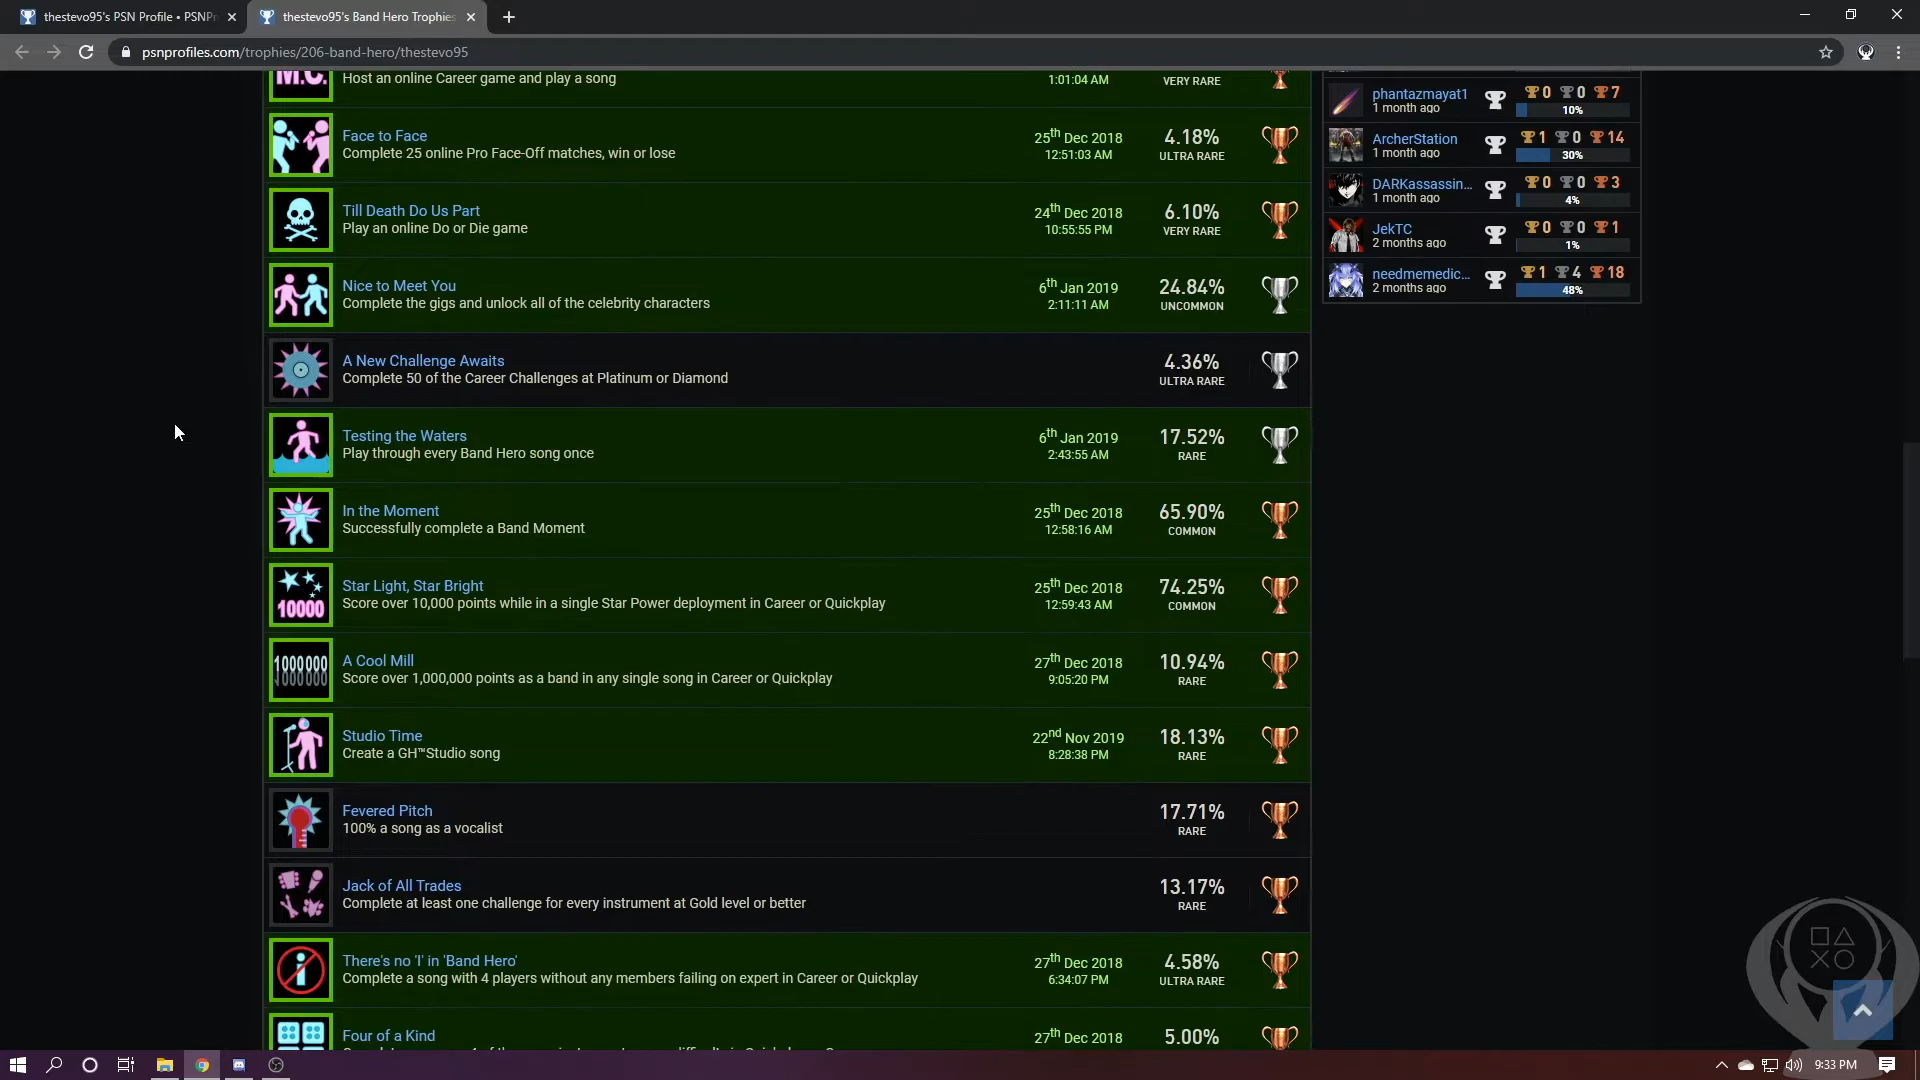 thestevo95's PSN Profile • PSNPr
thestevo95's Band Hero Trophies
psnprofiles.com/trophies/206-band-hero/thestevo95
M.C.
Host an online Career game and play a song
1:01:04 AM
VERY RARE
Face to Face
Complete 25 online Pro Face-Off matches, win or lose
25th Dec 2018
12:51:03 AM
4.18%
ULTRA RARE
Till Death Do Us Part
Play an online Do or Die game
24th Dec 2018
10:55:55 PM
6.10%
VERY RARE
Nice to Meet You
Complete the gigs and unlock all of the celebrity characters
6th Jan 2019
2:11:11 AM
24.84%
UNCOMMON
A New Challenge Awaits
Complete 50 of the Career Challenges at Platinum or Diamond
4.36%
ULTRA RARE
Testing the Waters
Play through every Band Hero song once
6th Jan 2019
2:43:55 AM
17.52%
RARE
In the Moment
Successfully complete a Band Moment
25th Dec 2018
12:58:16 AM
65.90%
COMMON
10000
Star Light, Star Bright
Score over 10,000 points while in a single Star Power deployment in Career or Quickplay
25th Dec 2018
12:59:43 AM
74.25%
COMMON
1000000
A Cool Mill
Score over 1,000,000 points as a band in any single song in Career or Quickplay
27th Dec 2018
9:05:20 PM
10.94%
RARE
Studio Time
Create a GH™Studio song
22nd Nov 2019
8:28:38 PM
18.13%
RARE
Fevered Pitch
100% a song as a vocalist
17.71%
RARE
Jack of All Trades
Complete at least one challenge for every instrument at Gold level or better
13.17%
RARE
i
There's no 'I' in 'Band Hero'
Complete a song with 4 players without any members failing on expert in Career or Quickplay
27th Dec 2018
6:34:07 PM
4.58%
ULTRA RARE
Four of a Kind
27th Dec 2018
5.00%
phantazmayat1
1 month ago
0 0 7
10%
ArcherStation
1 month ago
1 0 14
30%
DARKassassin...
1 month ago
0 0 3
4%
JekTC
2 months ago
0 0 1
1%
needmemedic...
2 months ago
1 4 18
48%
9:33 PM